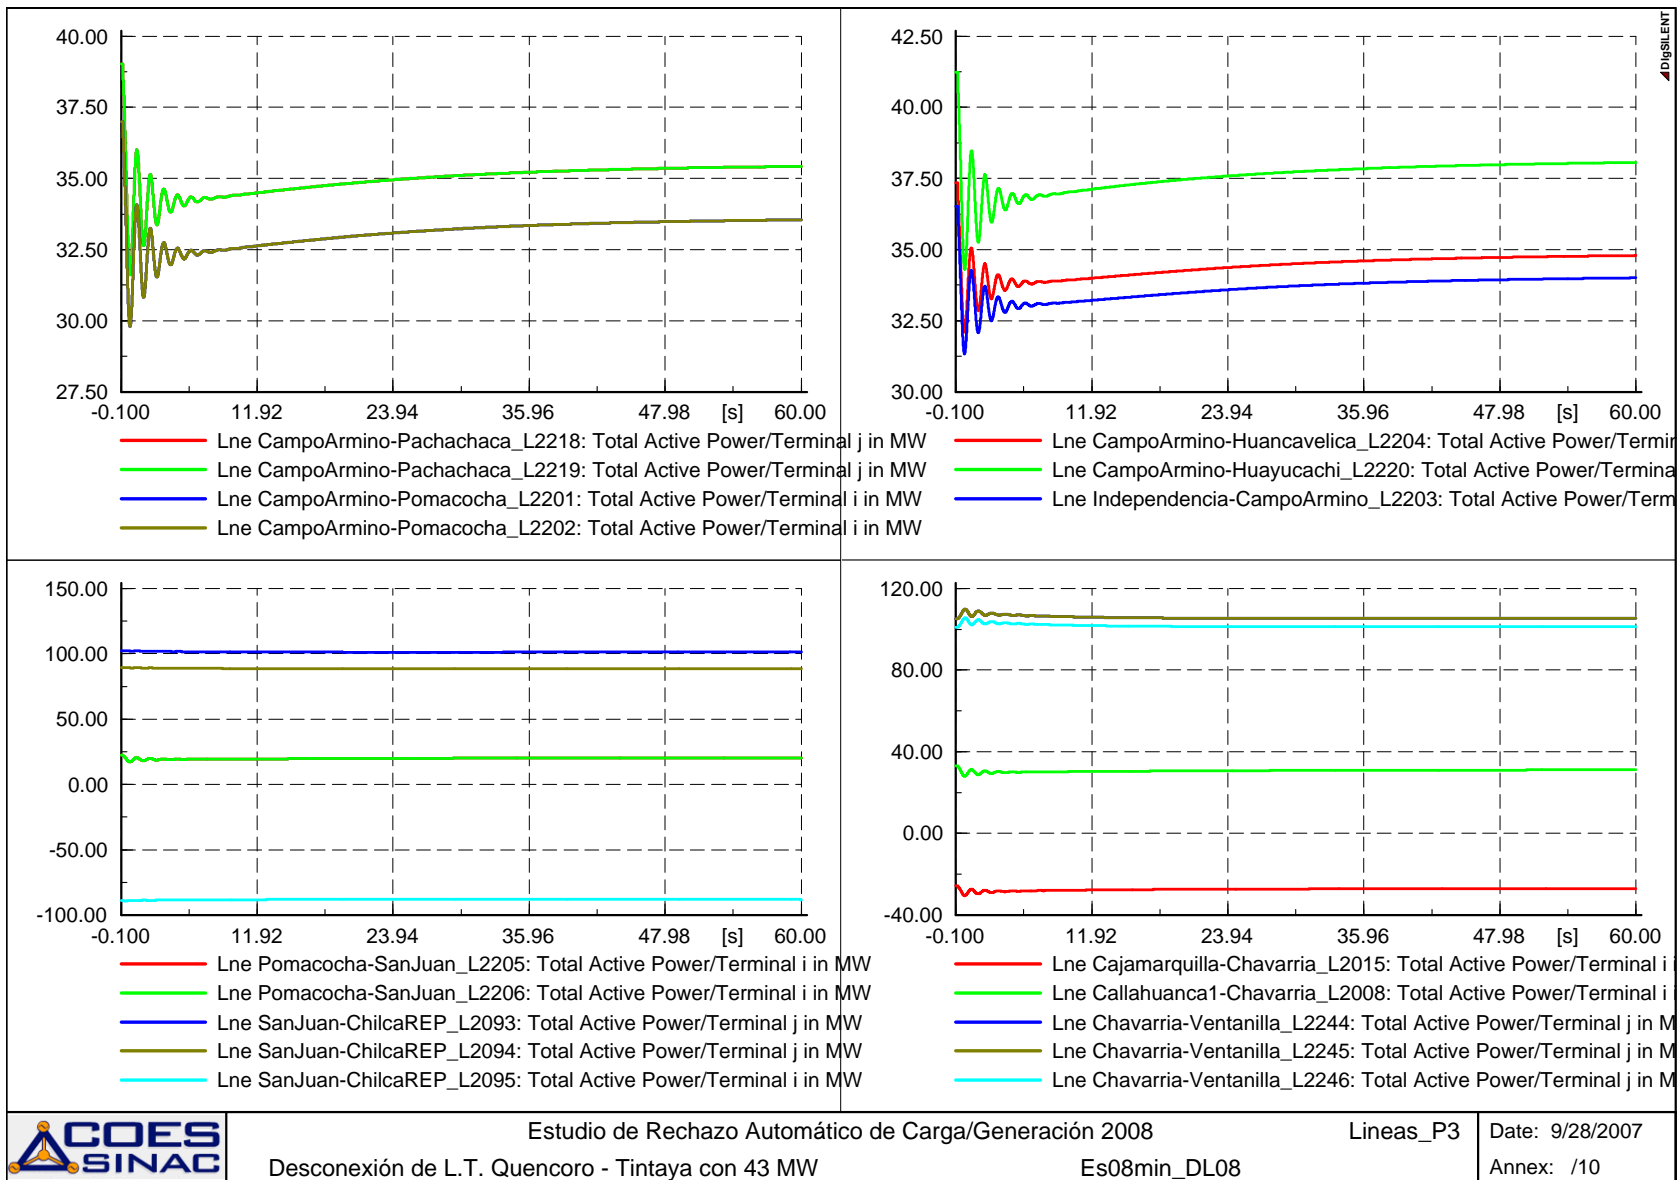 DIgSILENT
40.00
37.50
35.00
32.50
30.00
27.50
-0.100 11.92 23.94 35.96 47.98 [s] 60.00
Lne CampoArmino-Pachachaca_L2218: Total Active Power/Terminal j in MW
Lne CampoArmino-Pachachaca_L2219: Total Active Power/Terminal j in MW
Lne CampoArmino-Pomacocha_L2201: Total Active Power/Terminal i in MW
Lne CampoArmino-Pomacocha_L2202: Total Active Power/Terminal i in MW
42.50
40.00
37.50
35.00
32.50
30.00
-0.100 11.92 23.94 35.96 47.98 [s] 60.00
Lne CampoArmino-Huancavelica_L2204: Total Active Power/Termin
Lne CampoArmino-Huayucachi_L2220: Total Active Power/Termina
Lne Independencia-CampoArmino_L2203: Total Active Power/Term
150.00
100.00
50.00
0.00
-50.00
-100.00
-0.100 11.92 23.94 35.96 47.98 [s] 60.00
Lne Pomacocha-SanJuan_L2205: Total Active Power/Terminal i in MW
Lne Pomacocha-SanJuan_L2206: Total Active Power/Terminal i in MW
Lne SanJuan-ChilcaREP_L2093: Total Active Power/Terminal j in MW
Lne SanJuan-ChilcaREP_L2094: Total Active Power/Terminal j in MW
Lne SanJuan-ChilcaREP_L2095: Total Active Power/Terminal i in MW
120.00
80.00
40.00
0.00
-40.00
-0.100 11.92 23.94 35.96 47.98 [s] 60.00
Lne Cajamarquilla-Chavarria_L2015: Total Active Power/Terminal i i
Lne Callahuanca1-Chavarria_L2008: Total Active Power/Terminal i i
Lne Chavarria-Ventanilla_L2244: Total Active Power/Terminal j in M
Lne Chavarria-Ventanilla_L2245: Total Active Power/Terminal j in M
Lne Chavarria-Ventanilla_L2246: Total Active Power/Terminal j in M
COES
SINAC
Estudio de Rechazo Automático de Carga/Generación 2008 Lineas_P3
Desconexión de L.T. Quencoro - Tintaya con 43 MW Es08min_DL08
Date: 9/28/2007
Annex: /10